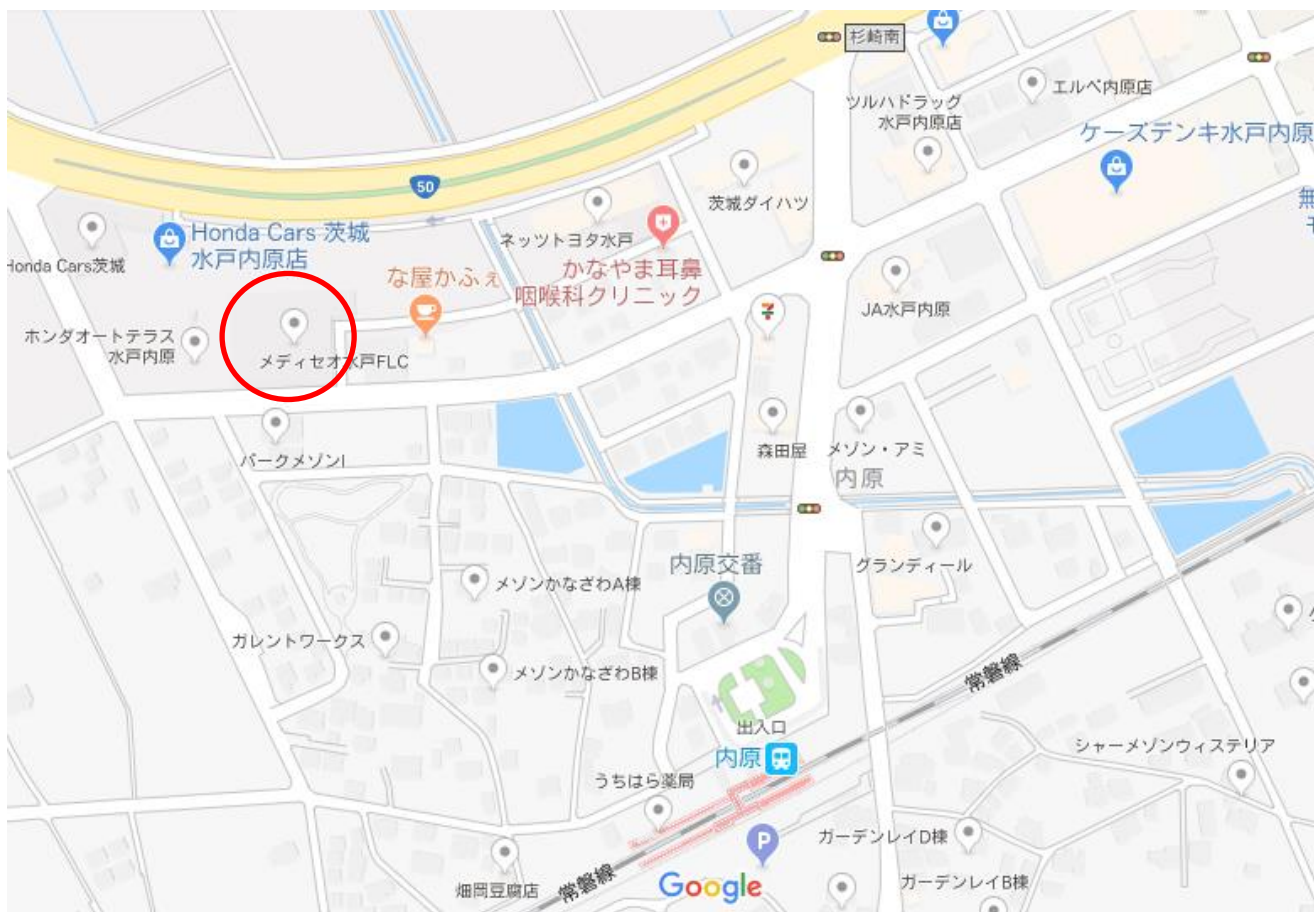 杉崎南
エルベ内原店
ツルハドラッグ
水戸内原店
ケーズデンキ水戸内原
無
50
茨城ダイハツ
Honda Cars 茨城
水戸内原店
Honda Cars茨城
ネッツトヨタ水戸
かなやま耳鼻
咽喉科クリニック
な屋かふぇ
JA水戸内原
ホンダオートテラス
水戸内原
メディセオ水戸FLC
森田屋
メゾン・アミ
内原
パークメゾンI
内原交番
グランディール
メゾンかなざわA棟
ガレントワークス
メゾンかなざわB棟
常磐線
出入口
内原
シャーメゾンウィステリア
うちはら薬局
P
ガーデンレイD棟
畑岡豆腐店
常磐線
Google
ガーデンレイB棟